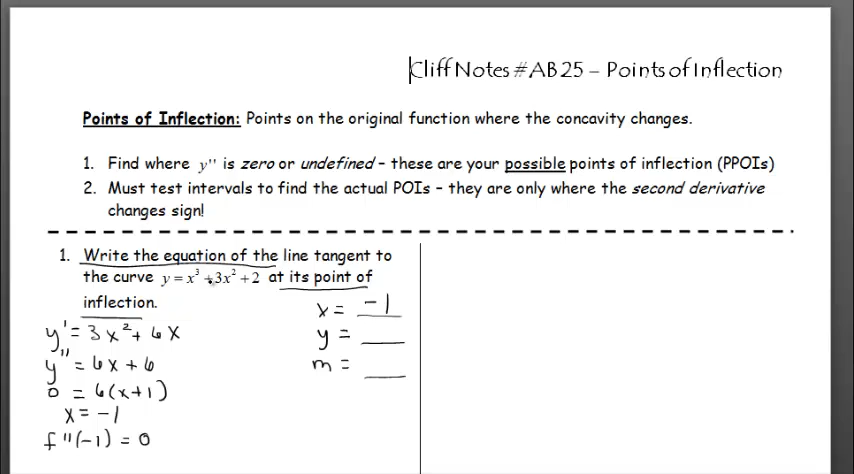 Cliff Notes #AB 25 – Points of Inflection
Points of Inflection: Points on the original function where the concavity changes.
1. Find where y'' is zero or undefined – these are your possible points of inflection (PPOIs)
2. Must test intervals to find the actual POIs – they are only where the second derivative
changes sign!
1. Write the equation of the line tangent to
the curve y = x³ + 3x² + 2 at its point of
inflection.
x = -1
y' = 3x² + 6x
y =
y'' = 6x + 6
m =
0 = 6(x+1)
x = -1
f''(-1) = 0